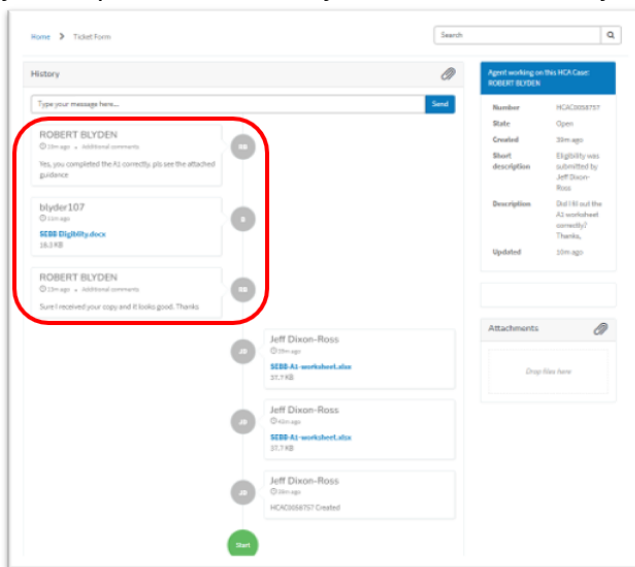 Home > Ticket Form
Search
History
Type your message here...
Send
ROBERT BLYDEN
10m ago • Additional comments
Yes, you completed the A1 correctly. pls see the attached
guidance
RB
blyder107
11m ago
SEBB Eligiblity.docx
18.3 KB
B
ROBERT BLYDEN
13m ago • Additional comments
Sure I received your copy and it looks good. Thanks
RB
Jeff Dixon-Ross
39m ago
SEBB-A1-worksheet.xlsx
37.7 KB
JD
Jeff Dixon-Ross
SEBB-A1-worksheet.xlsx
37.7 KB
JD
Jeff Dixon-Ross
39m ago
HCAC0058757 Created
JD
Start
Agent working on this HCA Case:
ROBERT BLYDEN
Number HCAC0058757
State Open
Created 39m ago
Short Eligibility was
description submitted by
Jeff Dixon-
Ross
Description Did I fill out the
A1 worksheet
correctly?
Thanks,
Updated 10m ago
Attachments
Drop files here